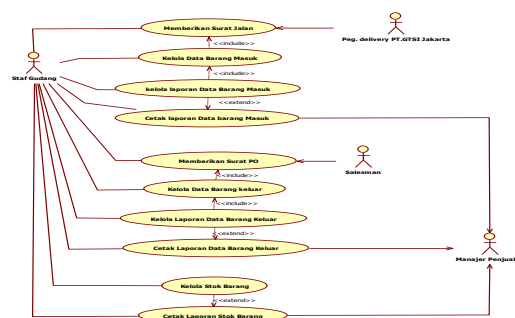 Memberikan Surat Jalan
Peg. delivery PT.GTSI Jakarta
<<include>>
Kelola Data Barang Masuk
<<include>>
Staf Gudang
kelola laporan Data Barang Masuk
<<extend>>
Cetak laporan Data barang Masuk
Memberikan Surat PO
Salesman
<<include>>
Kelola Data Barang keluar
<<include>>
Kelola Laporan Data Barang Keluar
<<extend>>
Cetak Laporan Data Barang Keluar
Manajer Penjual
Kelola Stok Barang
<<extend>>
Cetak Laporan Stok Barang